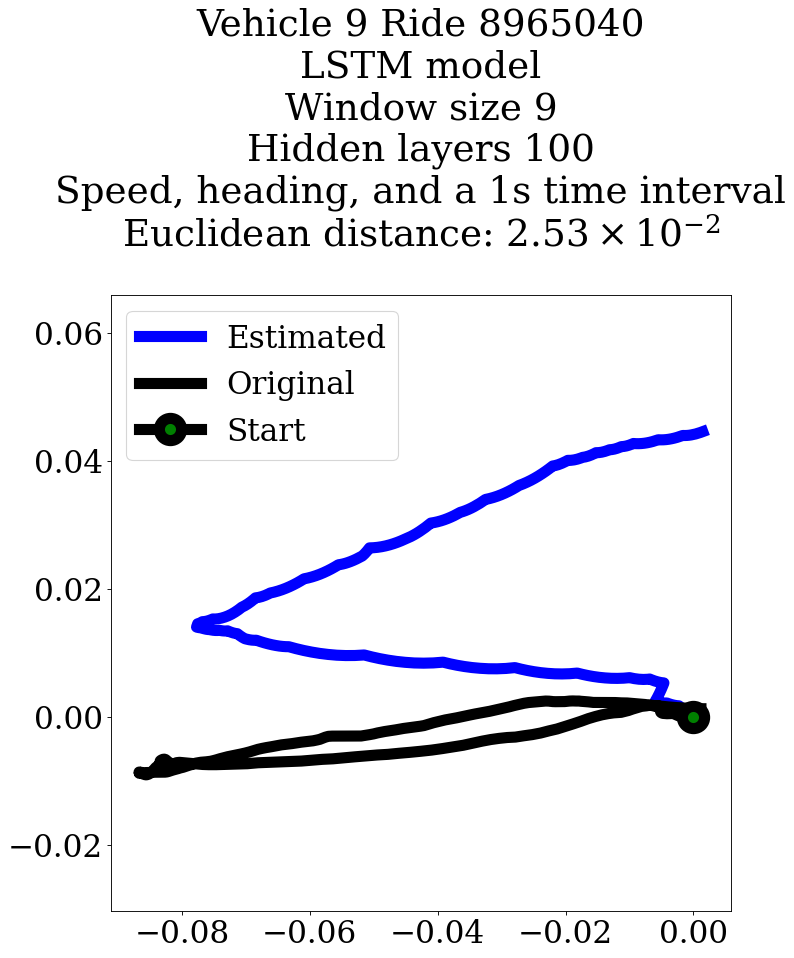 Vehicle 9 Ride 8965040
LSTM model
Window size 9
Hidden layers 100
Speed, heading, and a 1s time interval
Euclidean distance: 2.53 × 10⁻²
Estimated
Original
Start
0.06
0.04
0.02
0.00
−0.02
−0.08
−0.06
−0.04
−0.02
0.00